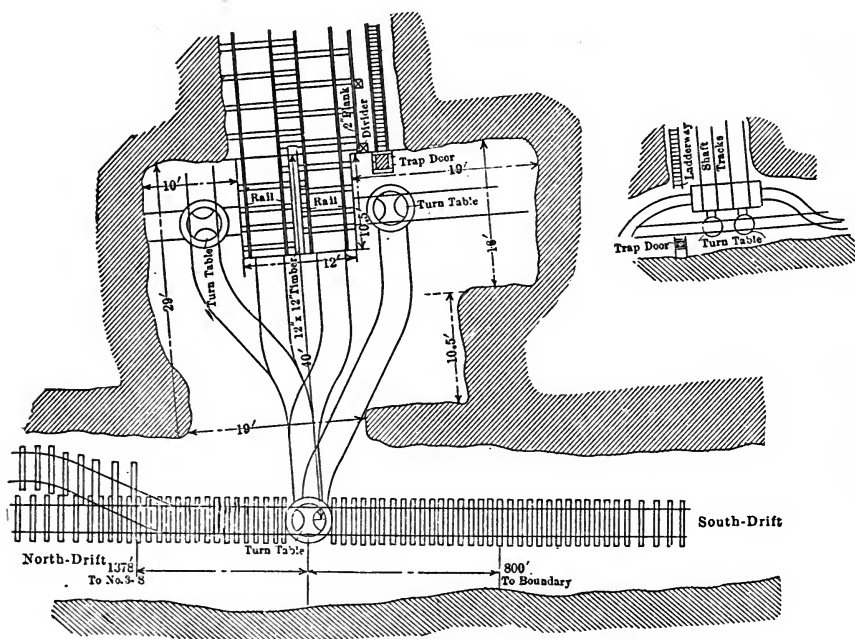 2" Plank
Divider
Trap Door
10'
19'
Rail
Rail
Turn Table
10.5'
12'
16'
Turn Table
29'
12" x 12" Timber
40'
10.5'
19'
Ladderway
Shaft
Tracks
Trap Door
Turn Table
South-Drift
Turn Table
North-Drift
1378'
To No. 3-S
800'
To Boundary